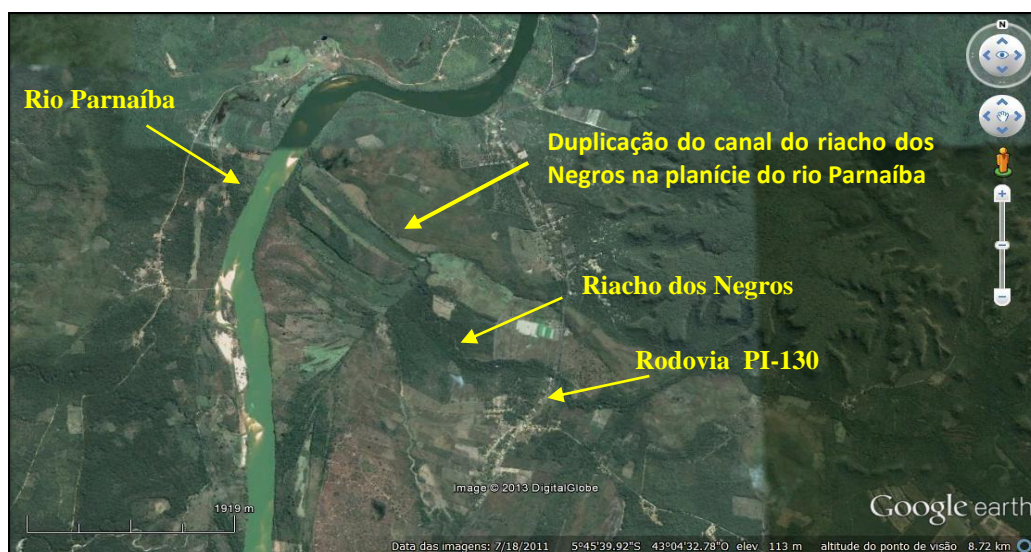 N
Rio Parnaíba
Duplicação do canal do riacho dos
Negros na planície do rio Parnaíba
Riacho dos Negros
Rodovia PI-130
Image © 2013 DigitalGlobe
Google earth
1919 m
Data das imagens: 7/18/2011 5°45'39.92"S 43°04'32.78"O elev 113 m altitude do ponto de visão 8.72 km